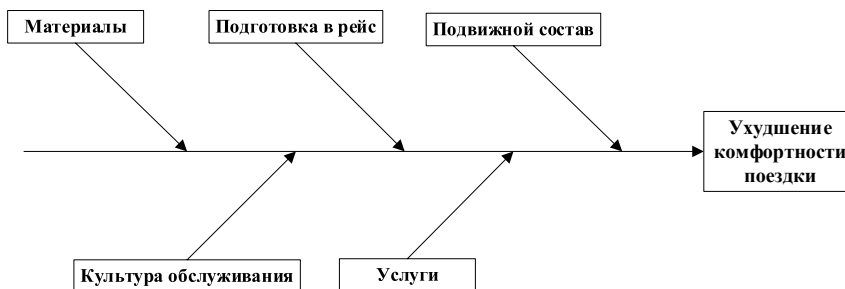 Материалы
Подготовка в рейс
Подвижной состав
Ухудшение
комфортности
поездки
Культура обслуживания
Услуги